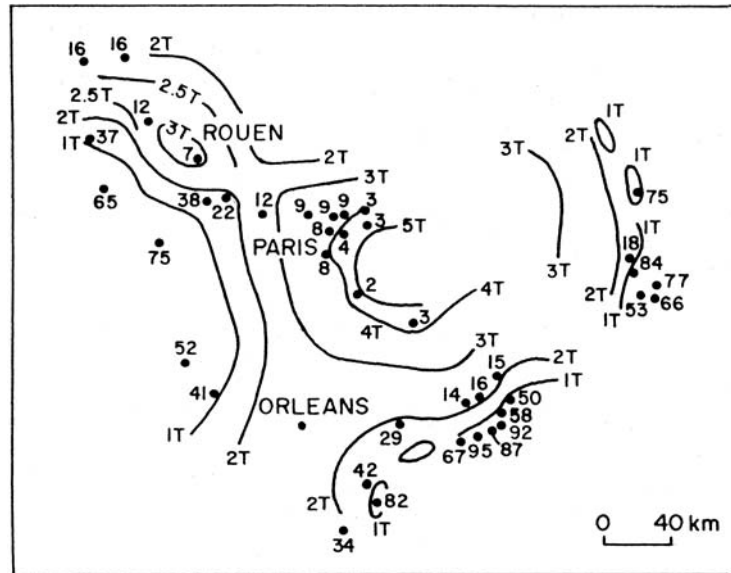 16 16 2T
2.5T 2.5T
2T 12 3T ROUEN
1T 37 7 2T
65 38 22 12 9 9 9 3 3T
8 4 3 5T
75 PARIS 8
2 4T
4T 3
3T
52 15 2T
41 14 16 1T
1T ORLEANS 50
2T 29 58
92
67 95 87
42
2T 82
1T
34
1T
2T
3T 1T
75
1T
18
84
3T 77
2T 53 66
1T
0 40 km